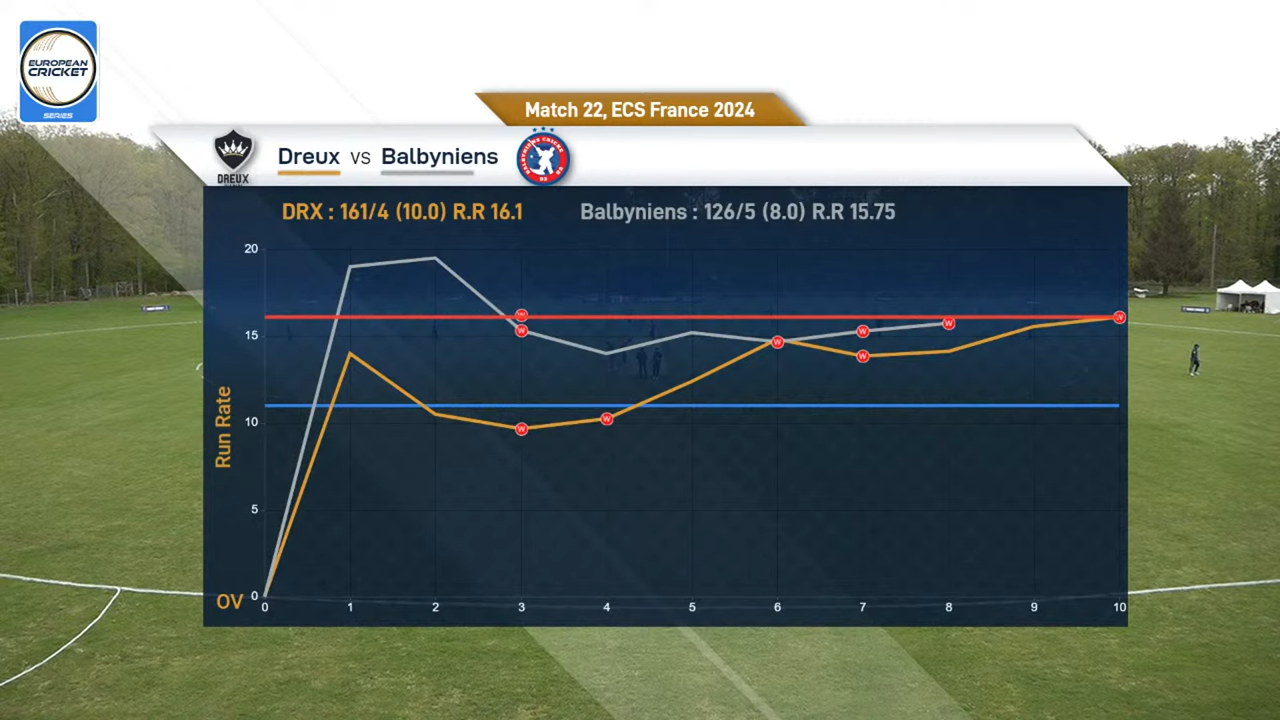 EUROPEAN
CRICKET
SERIES
Match 22, ECS France 2024
DREUX
Dreux vs Balbyniens
DRX : 161/4 (10.0) R.R 16.1
Balbyniens : 126/5 (8.0) R.R 15.75
20
15
10
5
0
Run Rate
W
W
W
W
W
W
W
W
W
OV
0 1 2 3 4 5 6 7 8 9 10